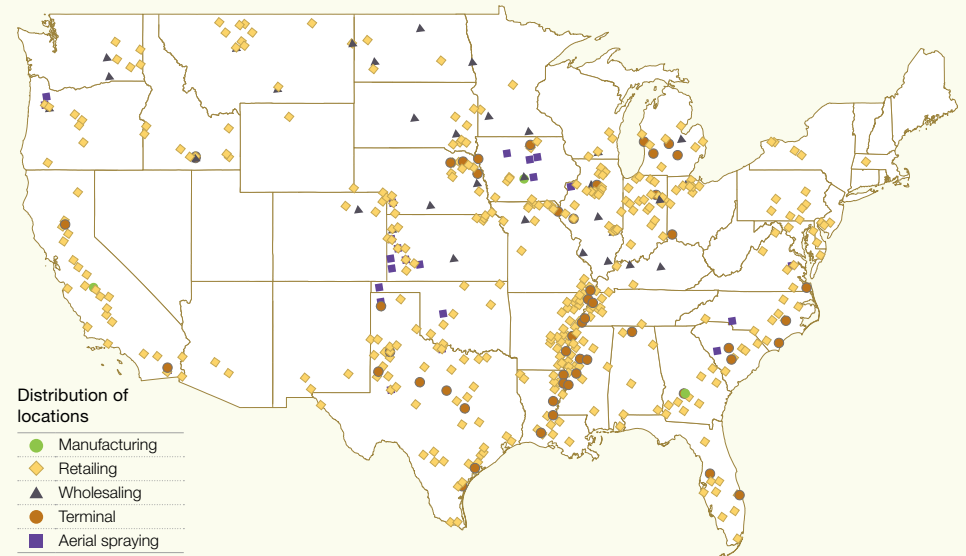 Distribution of
locations
Manufacturing
Retailing
Wholesaling
Terminal
Aerial spraying